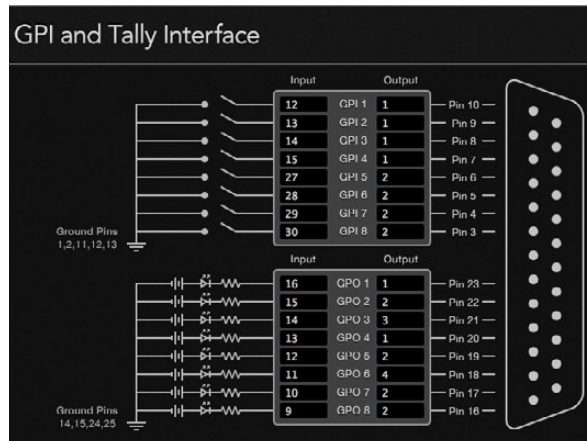 GPI and Tally Interface
Input Output
12 GPI 1 1 Pin 10
13 GPI 2 1 Pin 9
14 GPI 3 1 Pin 8
15 GPI 4 1 Pin 7
27 GPI 5 2 Pin 6
28 GPI 6 2 Pin 5
29 GPI 7 2 Pin 4
30 GPI 8 2 Pin 3
Ground Pins
1,2,11,12,13
Input Output
16 GPO 1 1 Pin 23
15 GPO 2 2 Pin 22
14 GPO 3 3 Pin 21
13 GPO 4 1 Pin 20
12 GPO 5 2 Pin 19
11 GPO 6 4 Pin 18
10 GPO 7 2 Pin 17
9 GPO 8 2 Pin 16
Ground Pins
14,15,24,25